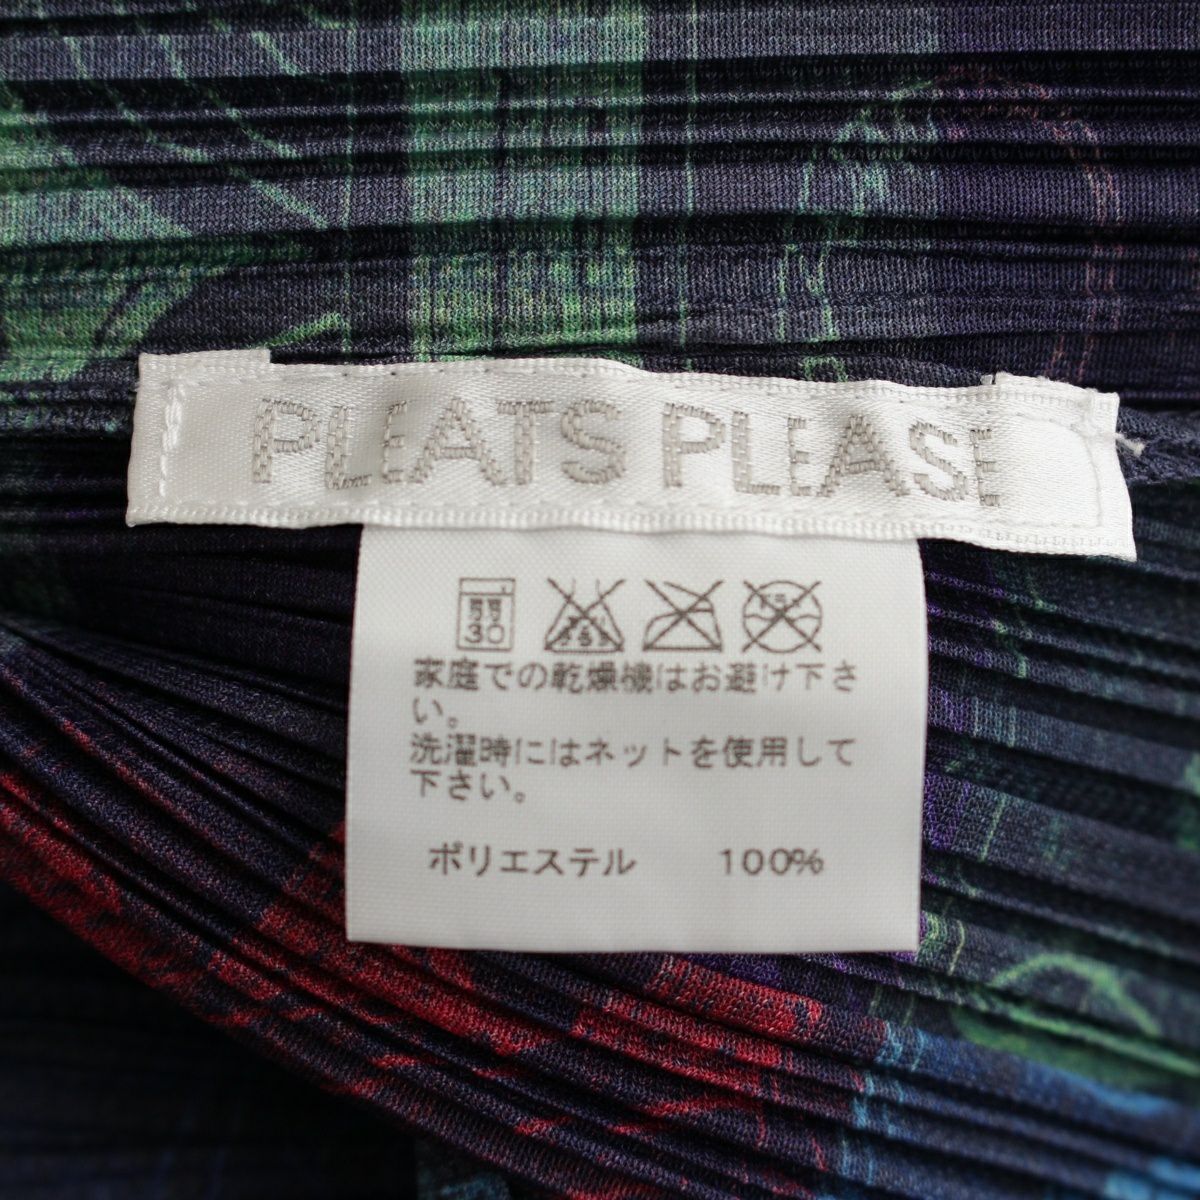 PLEATS PLEASE
弱
30
家庭での乾燥機はお避け下さ
い。
洗濯時にはネットを使用して
下さい。
ポリエステル 100%